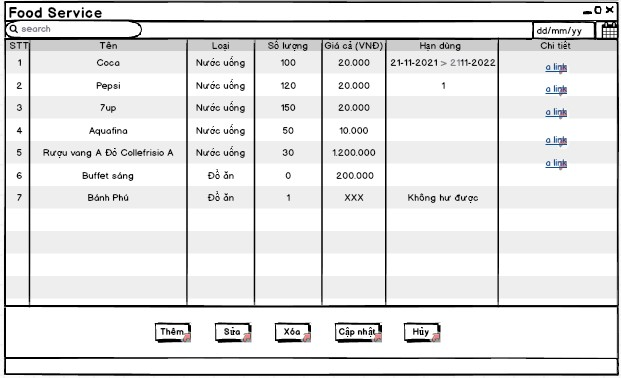 Food Service
search
dd/mm/yy
STT Tên Loại Số lượng Giá cả (VNĐ) Hạn dùng Chi tiết
1 Coca Nước uống 100 20.000 21-11-2021 > 2111-2022 a link
2 Pepsi Nước uống 120 20.000 1 a link
3 7up Nước uống 150 20.000 a link
4 Aquafina Nước uống 50 10.000 a link
5 Rượu vang A Đỏ Collefrisio A Nước uống 30 1.200.000 a link
6 Buffet sáng Đồ ăn 0 200.000
7 Bánh Phú Đồ ăn 1 XXX Không hư được
Thêm Sửa Xóa Cập nhật Hủy